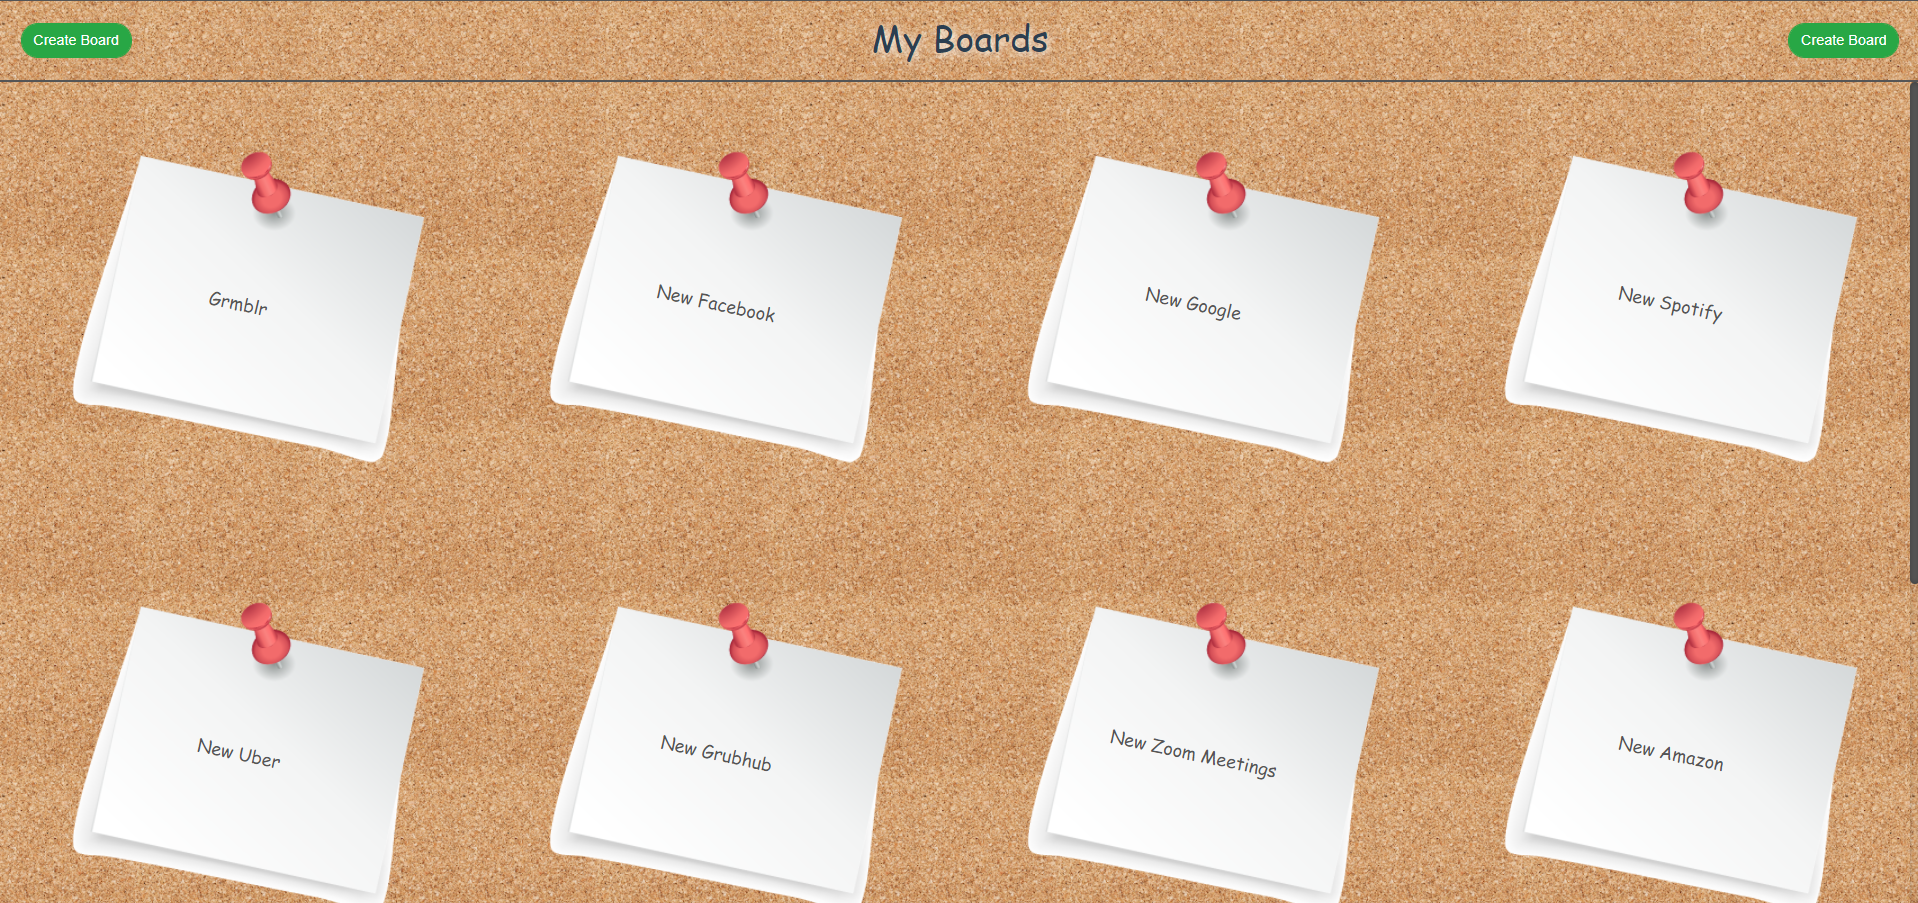 Create Board
My Boards
Create Board
Grmblr
New Facebook
New Google
New Spotify
New Uber
New Grubhub
New Zoom Meetings
New Amazon